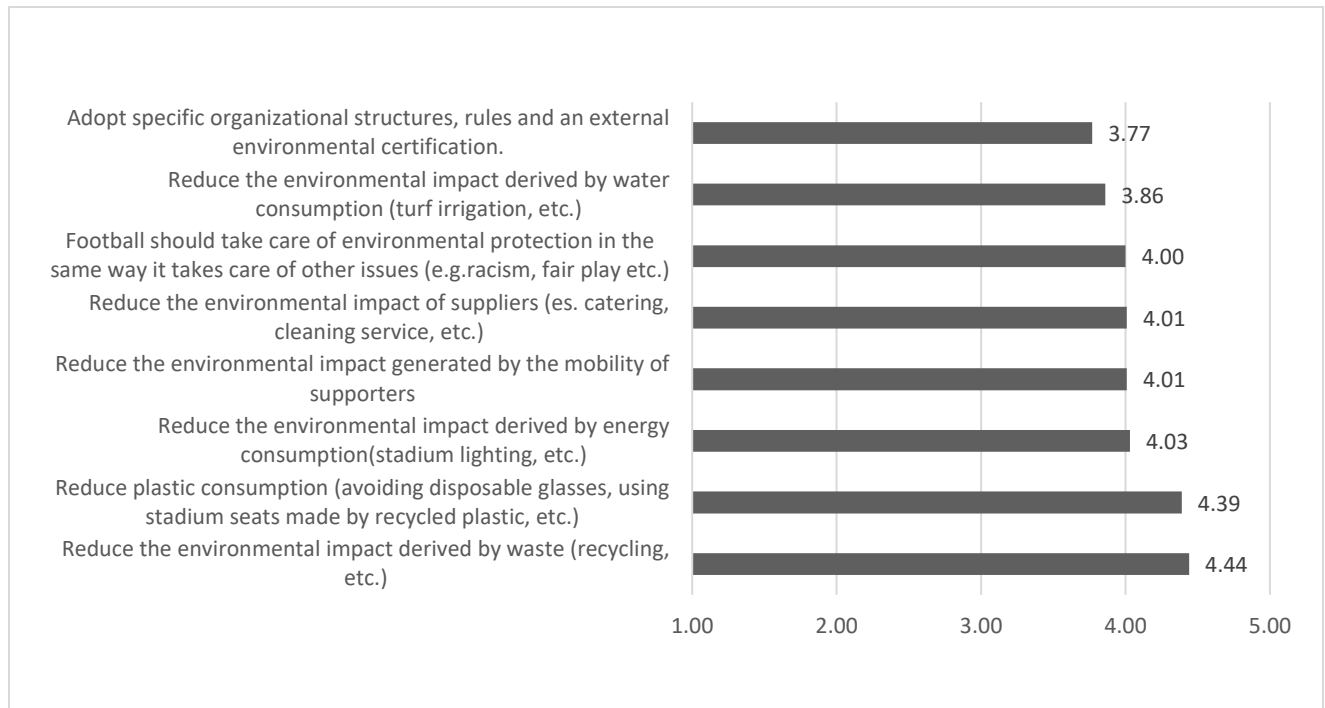 Adopt specific organizational structures, rules and an external
environmental certification.
3.77
Reduce the environmental impact derived by water
consumption (turf irrigation, etc.)
3.86
Football should take care of environmental protection in the
same way it takes care of other issues (e.g.racism, fair play etc.)
4.00
Reduce the environmental impact of suppliers (es. catering,
cleaning service, etc.)
4.01
Reduce the environmental impact generated by the mobility of
supporters
4.01
Reduce the environmental impact derived by energy
consumption(stadium lighting, etc.)
4.03
Reduce plastic consumption (avoiding disposable glasses, using
stadium seats made by recycled plastic, etc.)
4.39
Reduce the environmental impact derived by waste (recycling,
etc.)
4.44
1.00 2.00 3.00 4.00 5.00